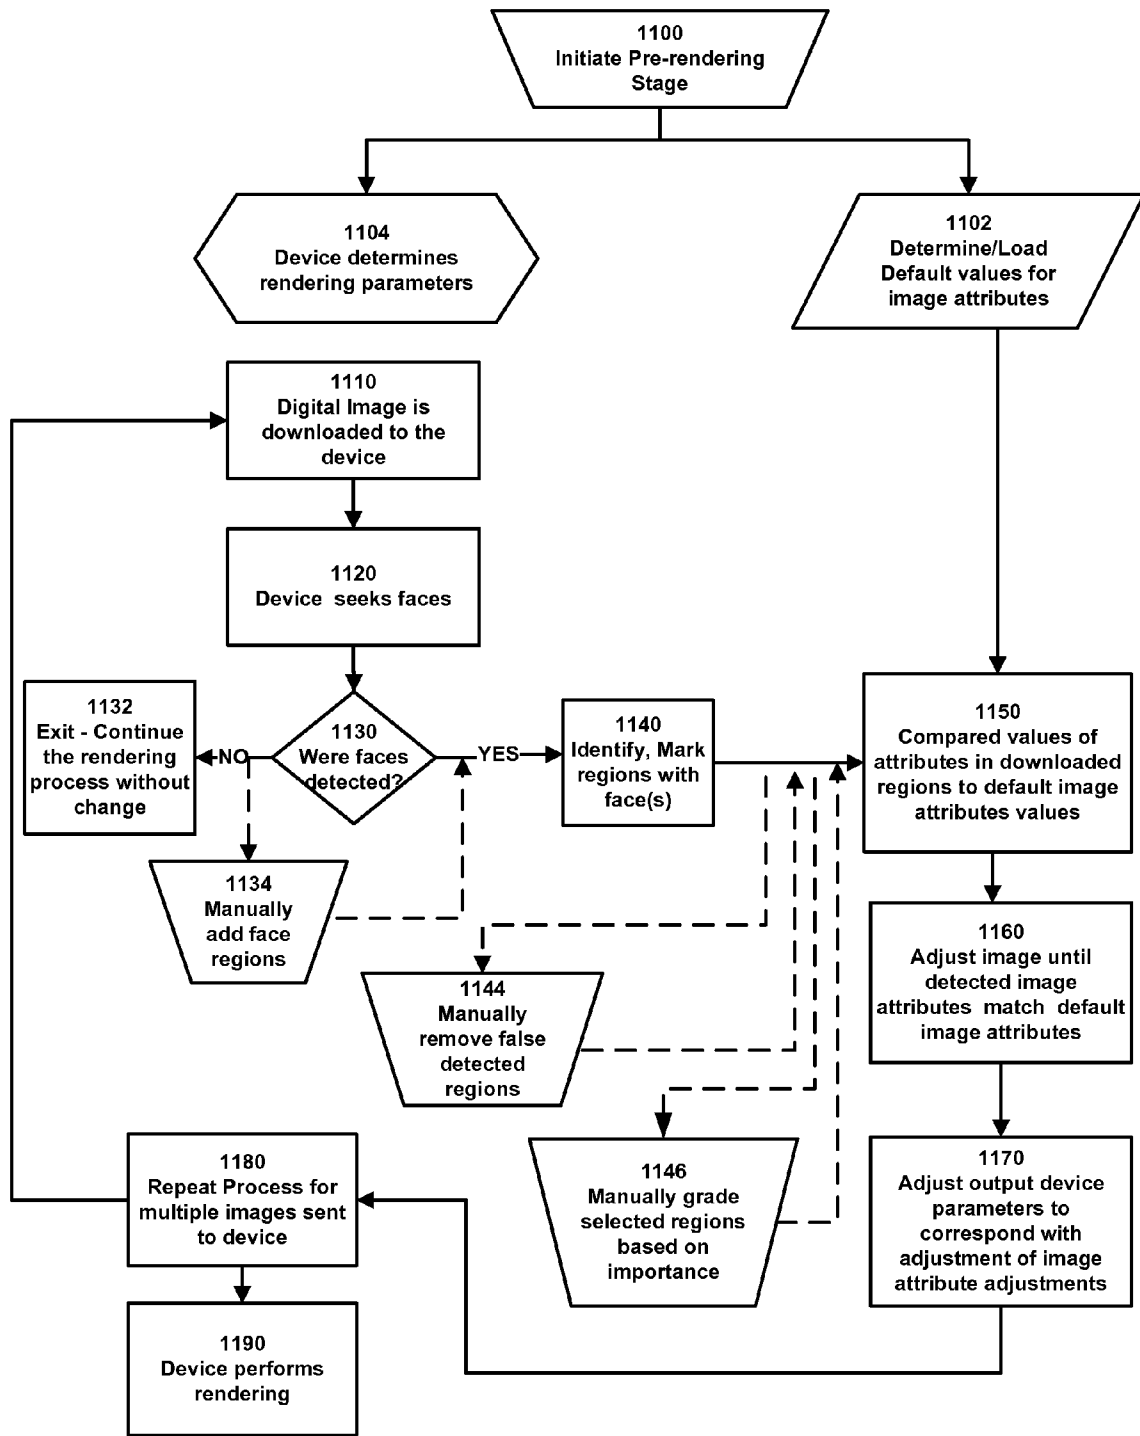 1100
Initiate Pre-rendering
Stage
1104
Device determines
rendering parameters
1102
Determine/Load
Default values for
image attributes
1110
Digital Image is
downloaded to the
device
1120
Device seeks faces
1132
Exit - Continue
the rendering
process without
change
NO
1130
Were faces
detected?
YES
1140
Identify, Mark
regions with
face(s)
1150
Compared values of
attributes in downloaded
regions to default image
attributes values
1134
Manually
add face
regions
1144
Manually
remove false
detected
regions
1160
Adjust image until
detected image
attributes match default
image attributes
1146
Manually grade
selected regions
based on
importance
1170
Adjust output device
parameters to
correspond with
adjustment of image
attribute adjustments
1180
Repeat Process for
multiple images sent
to device
1190
Device performs
rendering